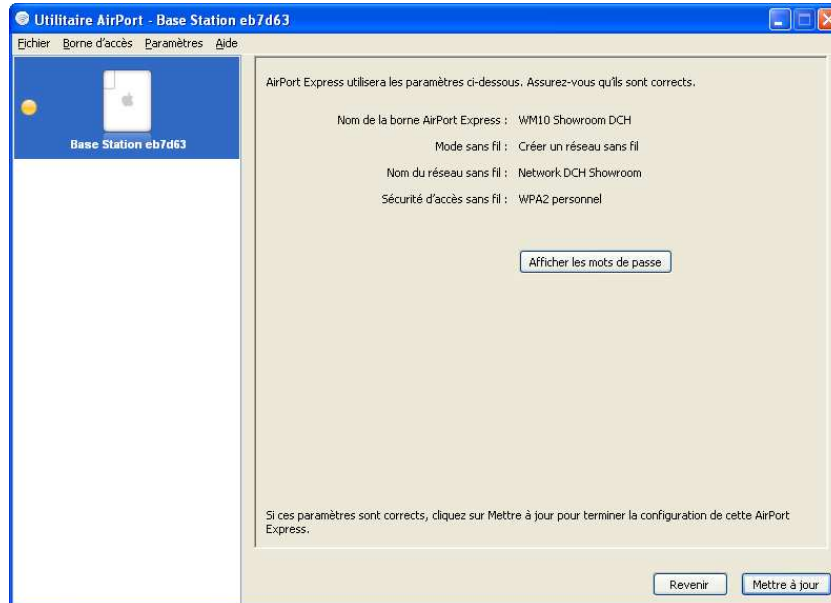 Utilitaire AirPort - Base Station eb7d63
Fichier Borne d'accès Paramètres Aide
Base Station eb7d63
AirPort Express utilisera les paramètres ci-dessous. Assurez-vous qu'ils sont corrects.
Nom de la borne AirPort Express : WM10 Showroom DCH
Mode sans fil : Créer un réseau sans fil
Nom du réseau sans fil : Network DCH Showroom
Sécurité d'accès sans fil : WPA2 personnel
Afficher les mots de passe
Si ces paramètres sont corrects, cliquez sur Mettre à jour pour terminer la configuration de cette AirPort
Express.
Revenir Mettre à jour